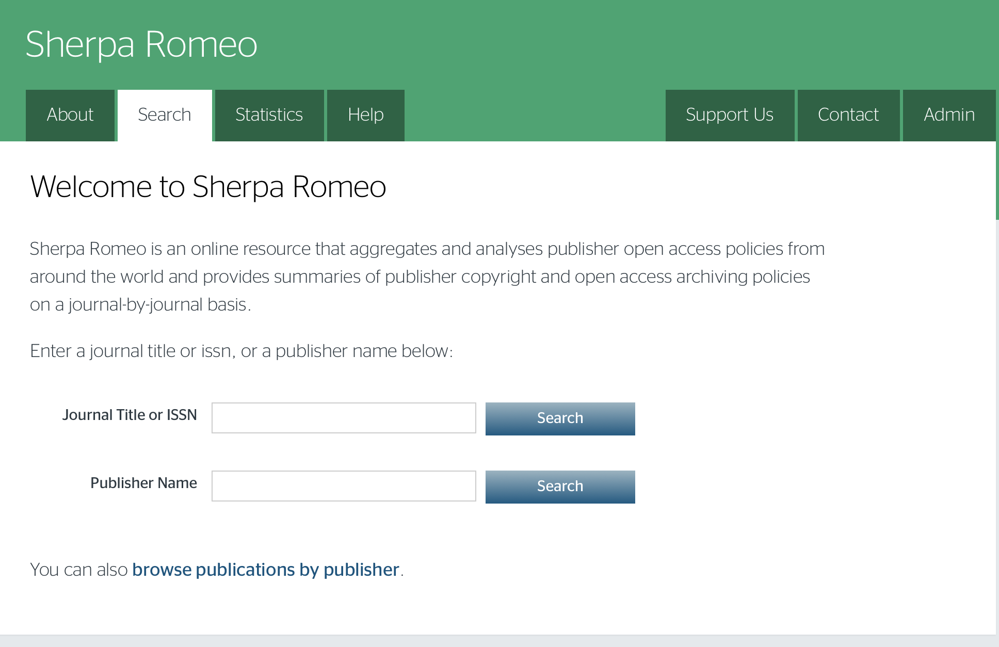 Sherpa Romeo
About
Search
Statistics
Help
Support Us
Contact
Admin
Welcome to Sherpa Romeo
Sherpa Romeo is an online resource that aggregates and analyses publisher open access policies from
around the world and provides summaries of publisher copyright and open access archiving policies
on a journal-by-journal basis.
Enter a journal title or issn, or a publisher name below:
Journal Title or ISSN
Search
Publisher Name
Search
You can also browse publications by publisher.